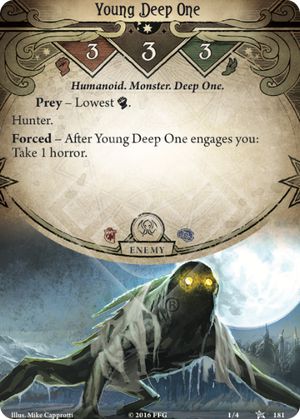 Young Deep One
3 3 3
Humanoid. Monster. Deep One.
Prey – Lowest
Hunter.
Forced – After Young Deep One engages you:
Take 1 horror.
ENEMY
Illus. Mike Capprotti
© 2016 FFG
1/4
181